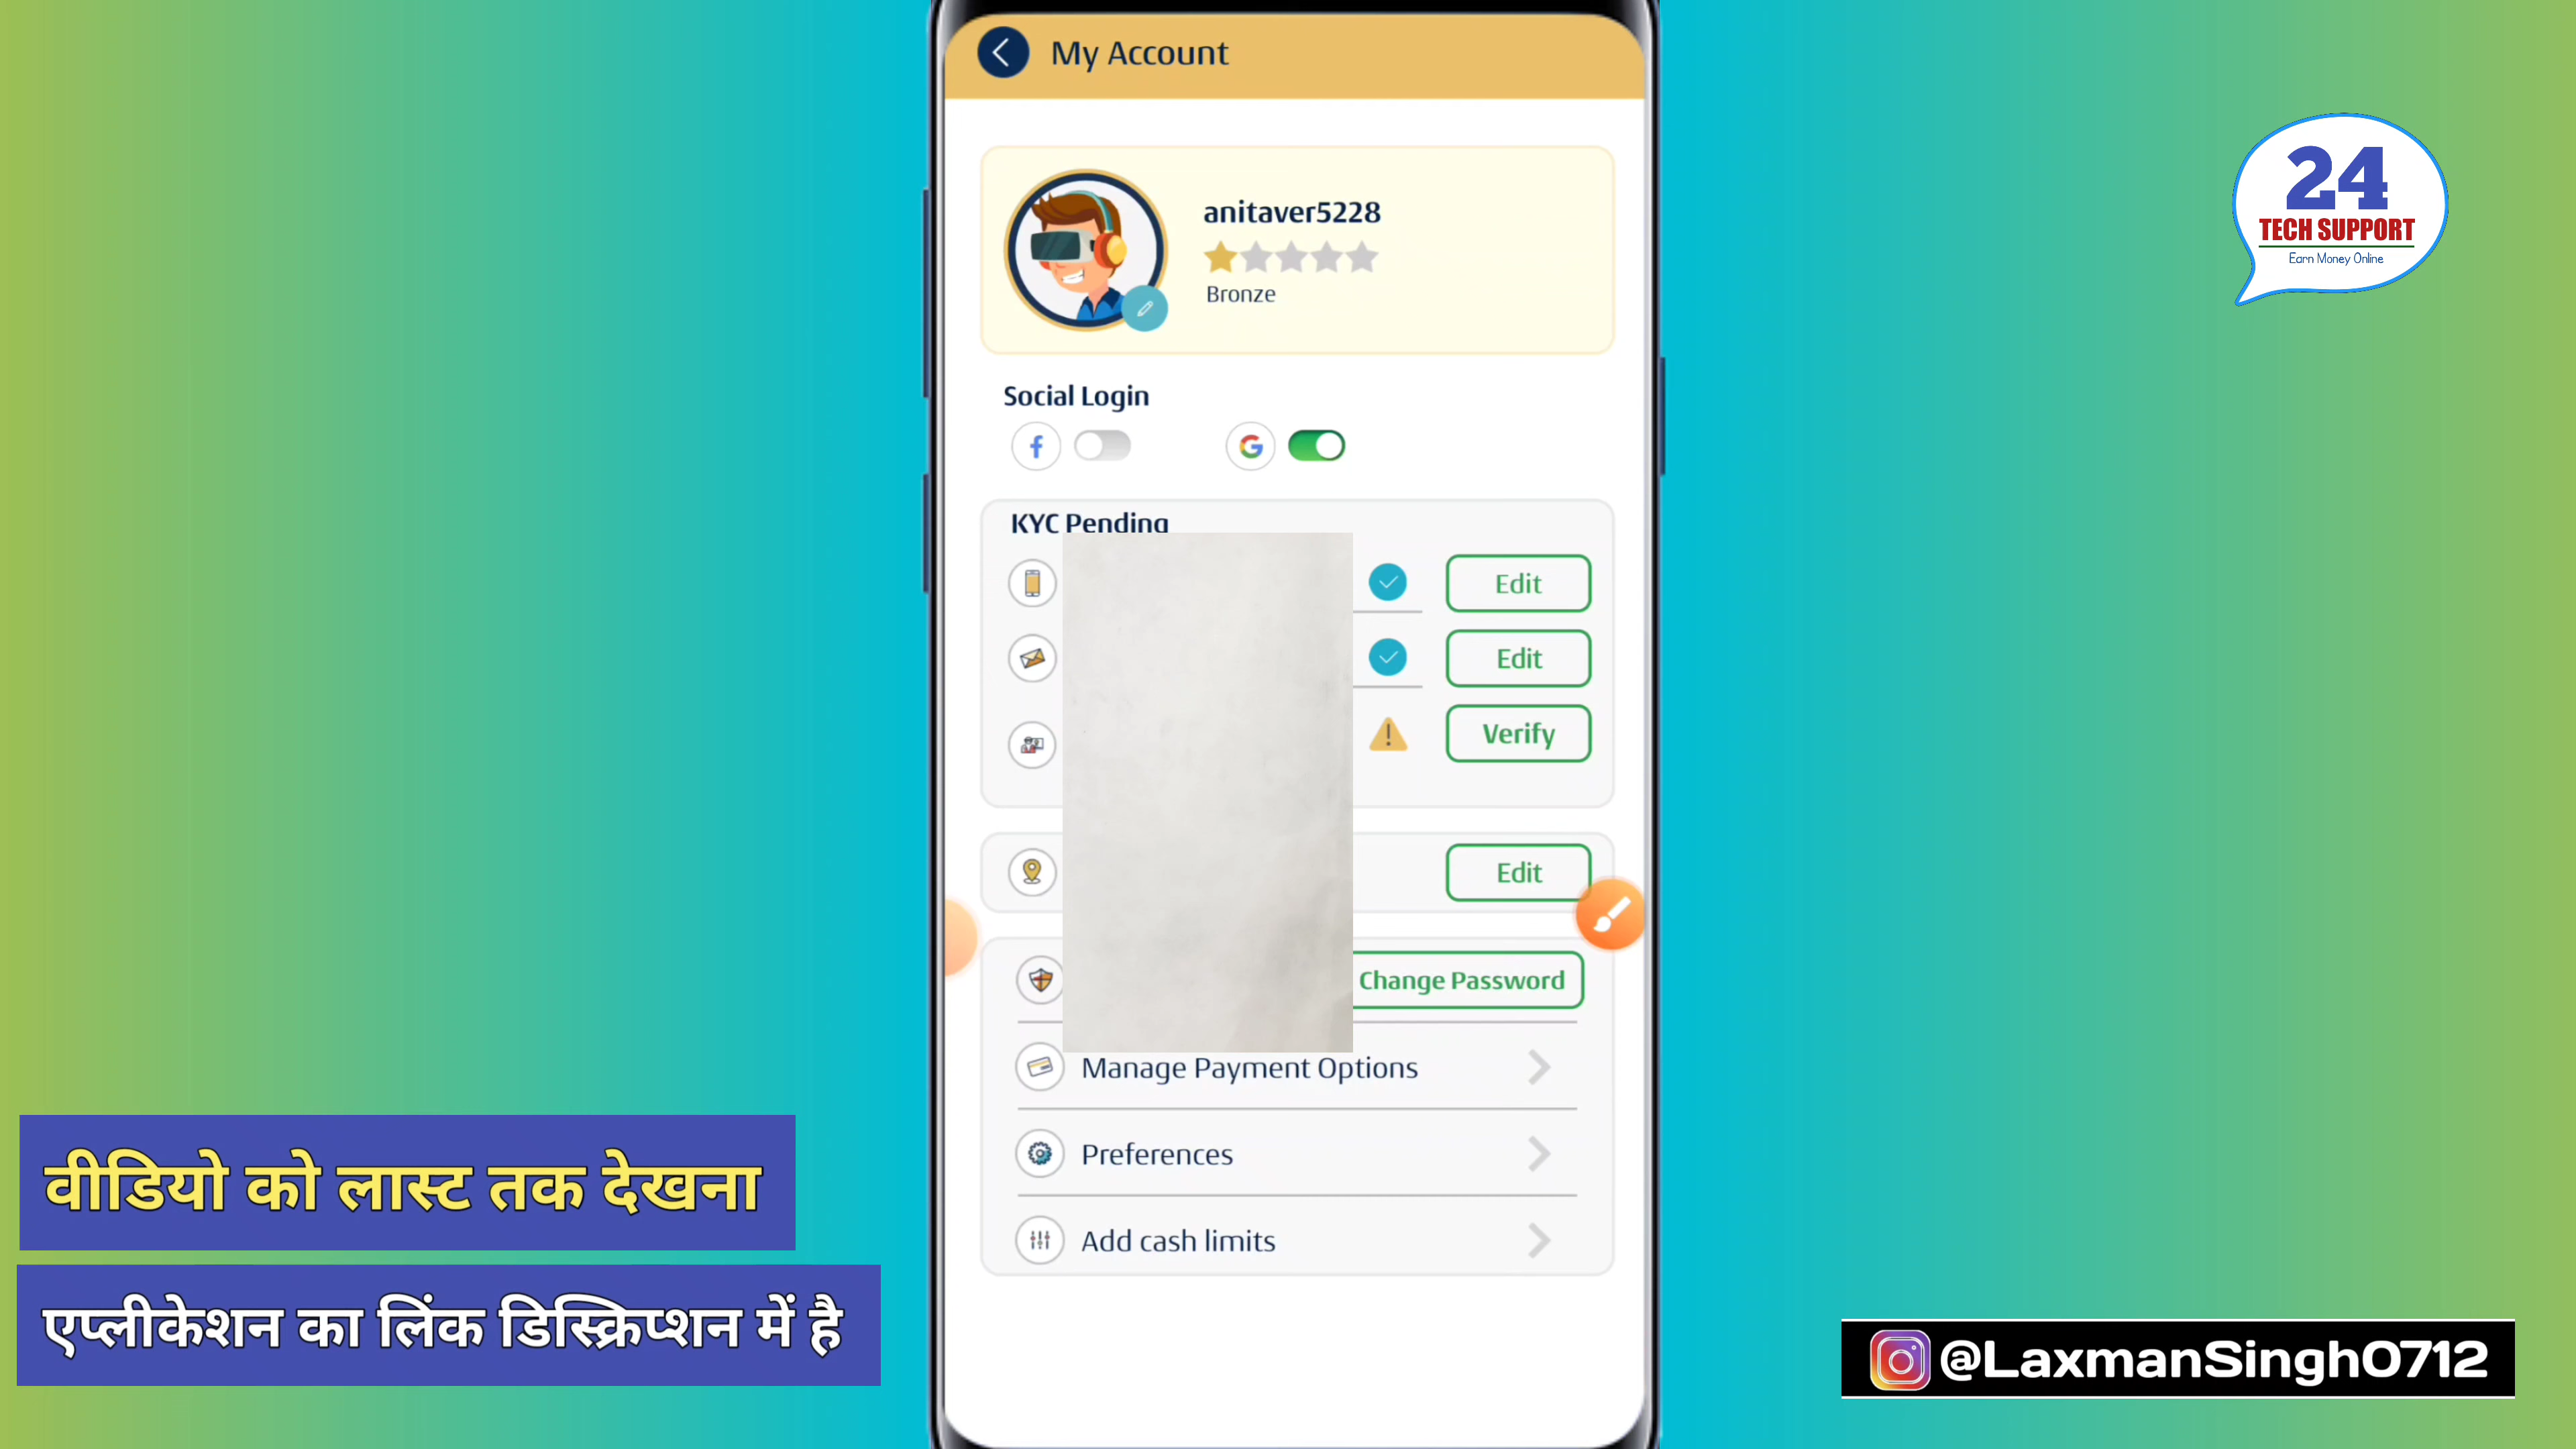 My Account
anitaver5228
Bronze
Social Login
KYC Pending
Edit
Edit
Verify
Edit
Change Password
Manage Payment Options
Preferences
Add cash limits
24
TECH SUPPORT
Earn Money Online
वीडियो को लास्ट तक देखना
एप्लीकेशन का लिंक डिस्क्रिप्शन में है
@LaxmanSingh0712